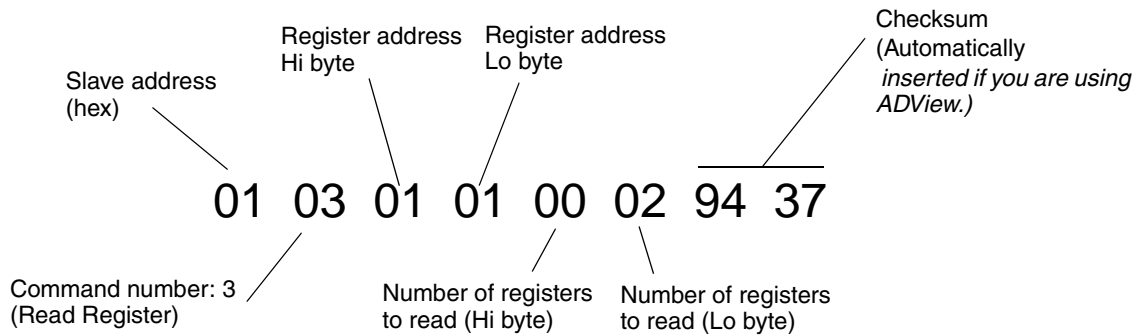 Checksum
(Automatically
inserted if you are using
ADView.)
Register address
Hi byte
Register address
Lo byte
Slave address
(hex)
01 03 01 01 00 02 94 37
Command number: 3
(Read Register)
Number of registers
to read (Hi byte)
Number of registers
to read (Lo byte)